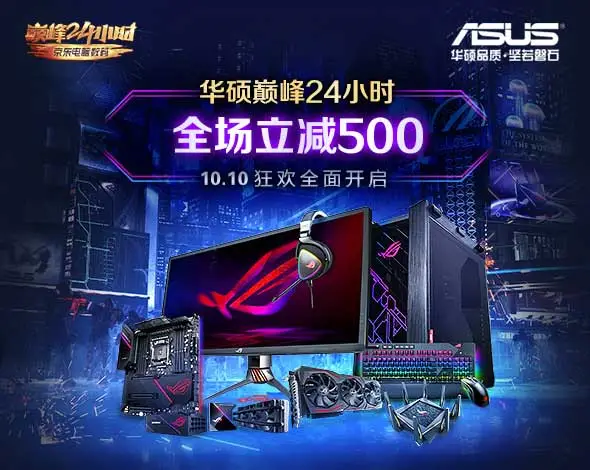 巅峰24小时
京东电脑数码
ASUS
华硕品质·坚若磐石
华硕巅峰24小时
全场立减500
10.10 狂欢全面开启